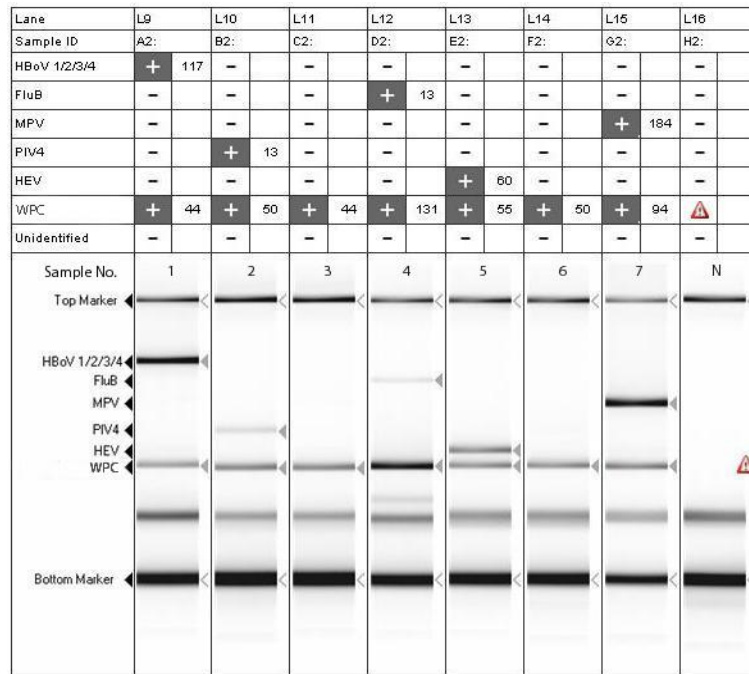 Lane L9 L10 L11 L12 L13 L14 L15 L16
Sample ID A2: B2: C2: D2: E2: F2: G2: H2:
HBoV 1/2/3/4 + 117 − − − − − − −
FluB − − − + 13 − − − −
MPV − − − − − − + 184 −
PIV4 − + 13 − − − − − −
HEV − − − − + 60 − − −
WPC + 44 + 50 + 44 + 131 + 55 + 50 + 94 !
Unidentified − − − − − − − −
Sample No. 1 2 3 4 5 6 7 N
Top Marker
HBoV 1/2/3/4
FluB
MPV
PIV4
HEV
WPC !
Bottom Marker